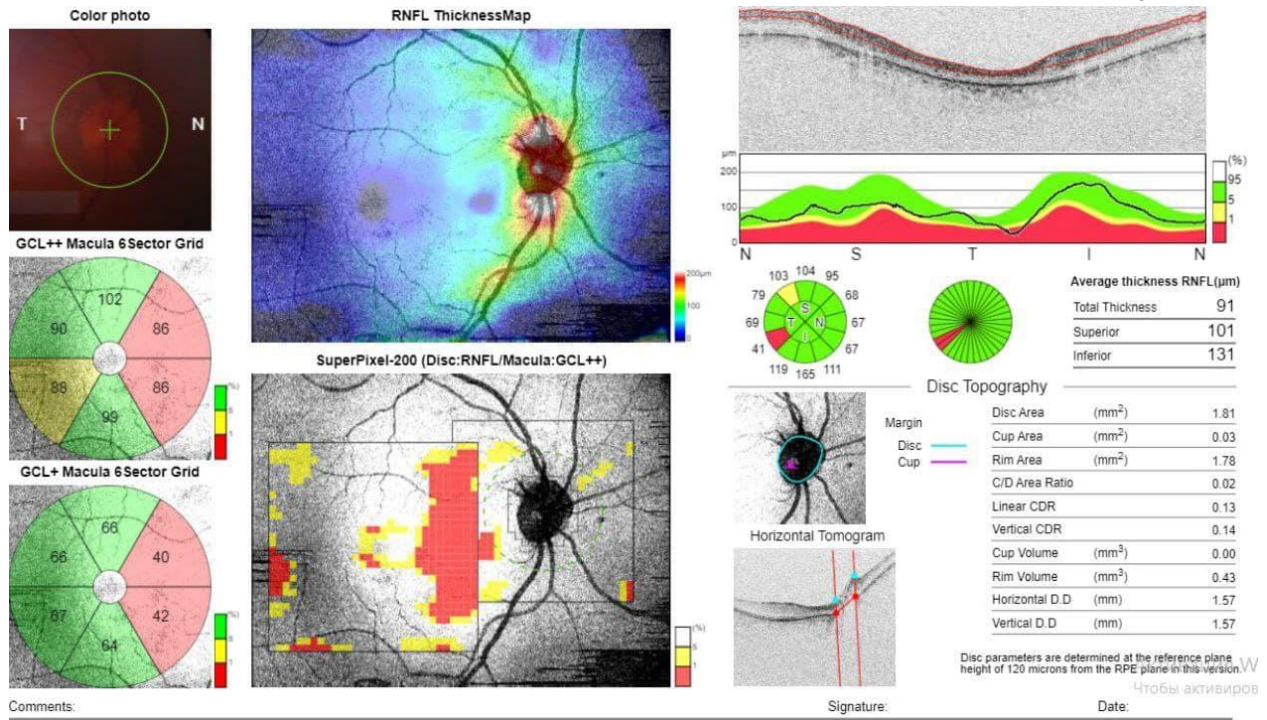 Color photo
T N
GCL++ Macula 6Sector Grid
102
90 86
88 86
99
(%)
5
1
GCL+ Macula 6Sector Grid
66
66 40
67 42
64
(%)
5
1
Comments:
RNFL ThicknessMap
200μm
100
0
SuperPixel-200 (Disc:RNFL/Macula:GCL++)
(%)
5
1
μm
200
100
0
N S T I N
(%)
95
5
1
103 104 95
79 68
69 67
41 67
119 165 111
S
T N
I
Average thickness RNFL(μm)
Total Thickness 91
Superior 101
Inferior 131
Disc Topography
Margin
Disc
Cup
Disc Area (mm²) 1.81
Cup Area (mm²) 0.03
Rim Area (mm²) 1.78
C/D Area Ratio 0.02
Linear CDR 0.13
Vertical CDR 0.14
Cup Volume (mm³) 0.00
Rim Volume (mm³) 0.43
Horizontal D.D (mm) 1.57
Vertical D.D (mm) 1.57
Horizontal Tomogram
Disc parameters are determined at the reference plane
height of 120 microns from the RPE plane in this version.
Чтобы активиров
Signature:
Date: